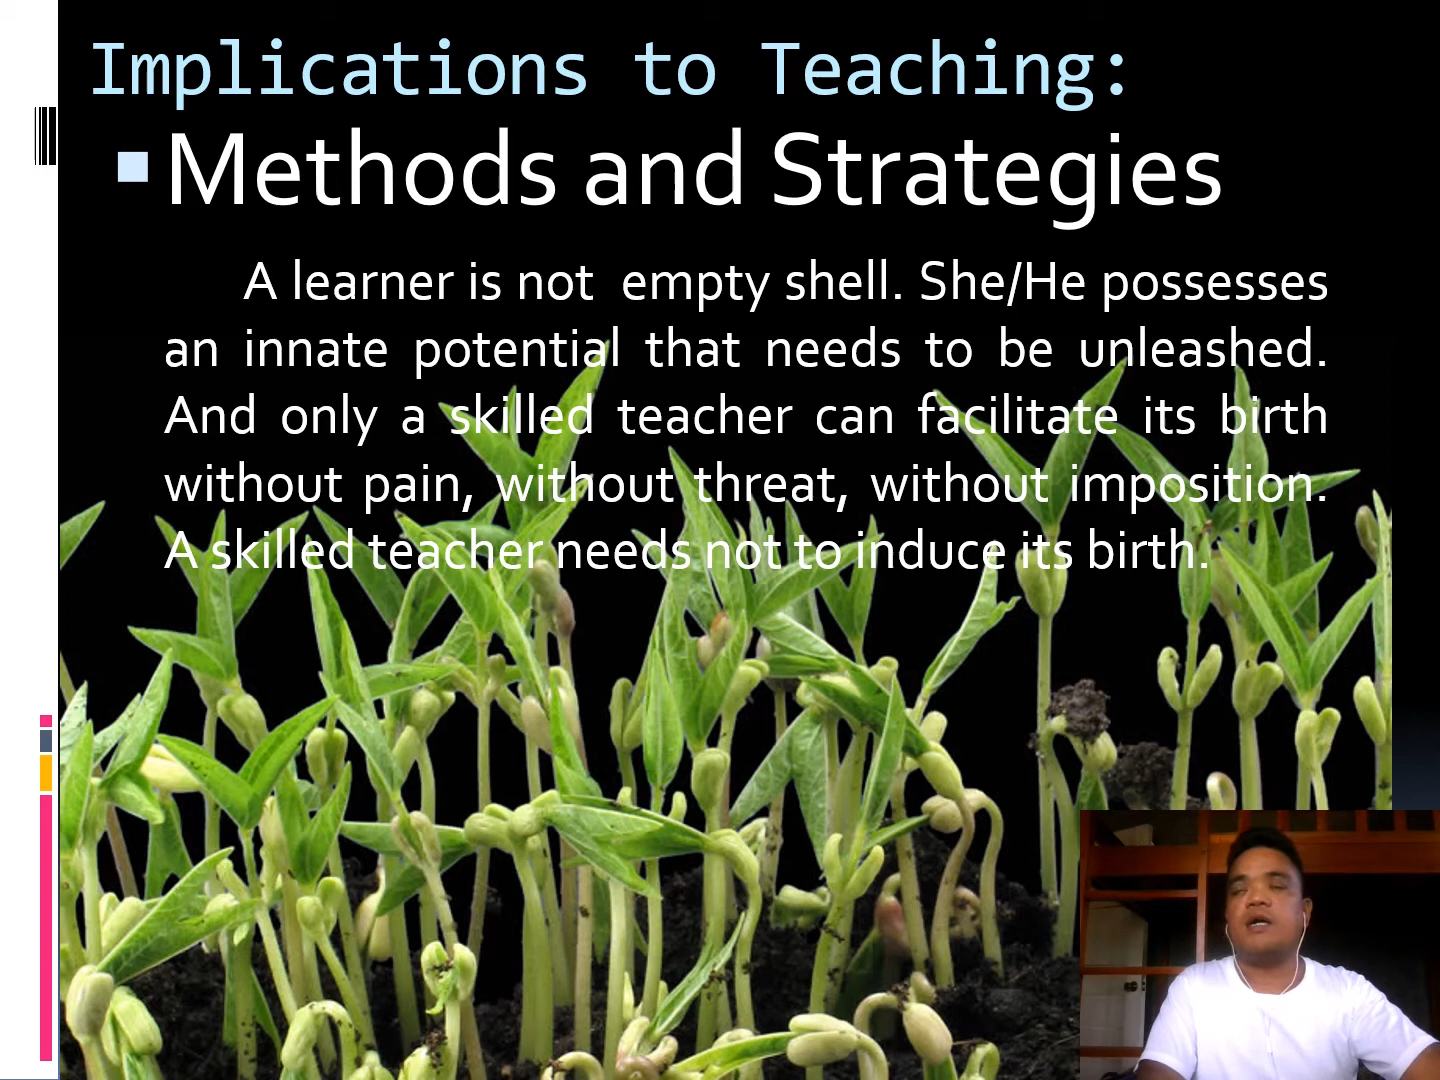 Implications to Teaching:
Methods and Strategies
A learner is not empty shell. She/He possesses
an innate potential that needs to be unleashed.
And only a skilled teacher can facilitate its birth
without pain, without threat, without imposition.
A skilled teacher needs not to induce its birth.